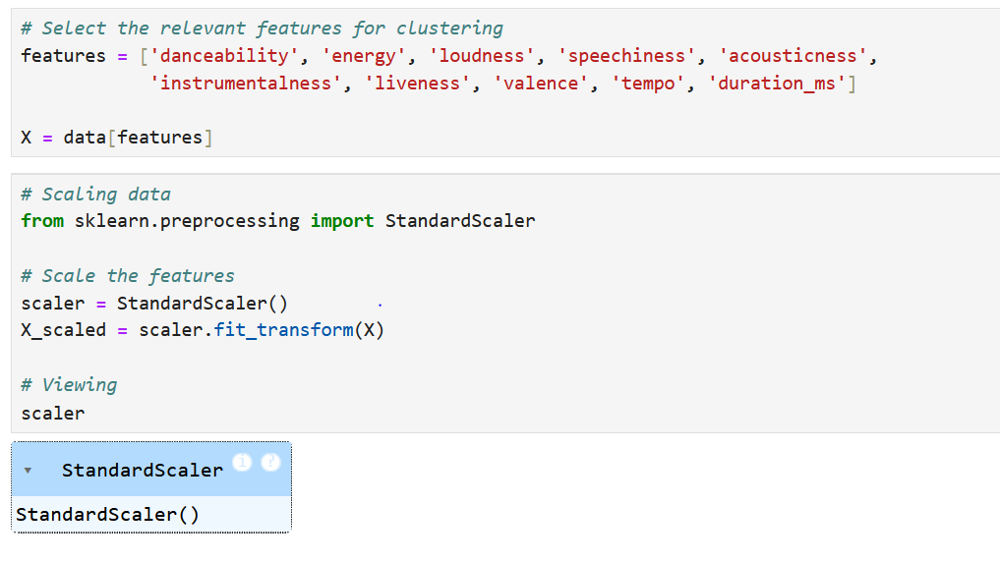 # Select the relevant features for clustering
features = ['danceability', 'energy', 'loudness', 'speechiness', 'acousticness',
'instrumentalness', 'liveness', 'valence', 'tempo', 'duration_ms']
X = data[features]
# Scaling data
from sklearn.preprocessing import StandardScaler
# Scale the features
scaler = StandardScaler()
X_scaled = scaler.fit_transform(X)
# Viewing
scaler
▾ StandardScaler i ?
StandardScaler()